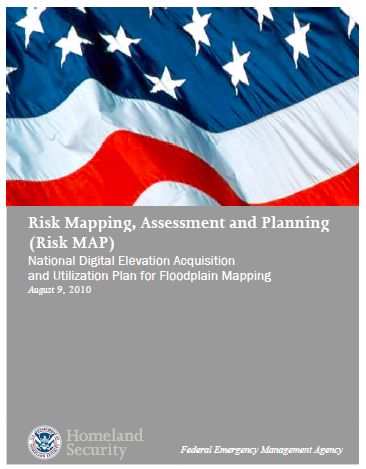 Risk Mapping, Assessment and Planning
(Risk MAP)
National Digital Elevation Acquisition
and Utilization Plan for Floodplain Mapping
August 9, 2010
Homeland
Security
Federal Emergency Management Agency